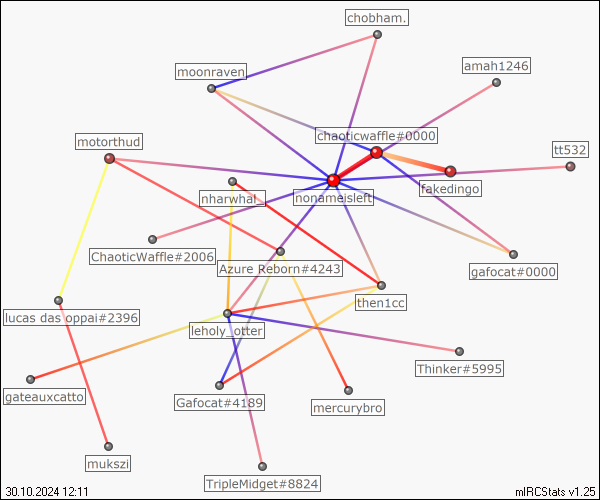 chobham.
amah1246
moonraven
chaoticwaffle#0000
motorthud
tt532
fakedingo
nharwhal_
nonameisleft
ChaoticWaffle#2006
Azure Reborn#4243
gafocat#0000
then1cc
lucas das oppai#2396
leholy_otter
Thinker#5995
gateauxcatto
Gafocat#4189
mercurybro
mukszi
TripleMidget#8824
30.10.2024 12:11
mIRCStats v1.25